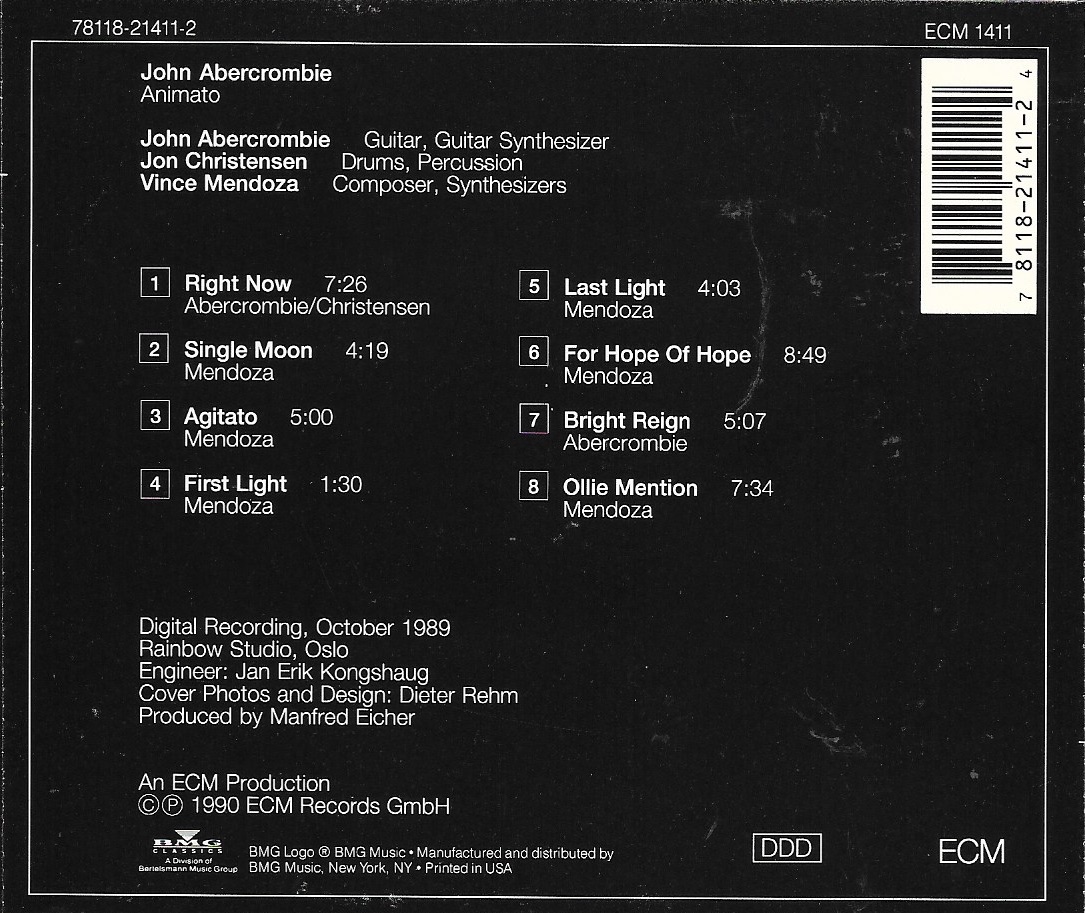 78118-21411-2
ECM 1411
John Abercrombie
Animato
John Abercrombie Guitar, Guitar Synthesizer
Jon Christensen Drums, Percussion
Vince Mendoza Composer, Synthesizers
1 Right Now 7:26
Abercrombie/Christensen
2 Single Moon 4:19
Mendoza
3 Agitato 5:00
Mendoza
4 First Light 1:30
Mendoza
5 Last Light 4:03
Mendoza
6 For Hope Of Hope 8:49
Mendoza
7 Bright Reign 5:07
Abercrombie
8 Ollie Mention 7:34
Mendoza
7 8118-21411-2 4
Digital Recording, October 1989
Rainbow Studio, Oslo
Engineer: Jan Erik Kongshaug
Cover Photos and Design: Dieter Rehm
Produced by Manfred Eicher
An ECM Production
©℗ 1990 ECM Records GmbH
BMG
CLASSICS
A Division of
Bertelsmann Music Group
BMG Logo ® BMG Music • Manufactured and distributed by
BMG Music, New York, NY • Printed in USA
DDD
ECM